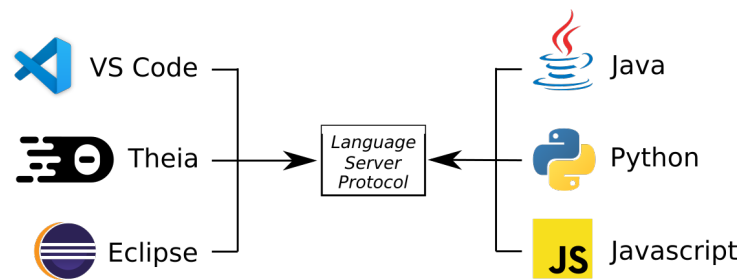 VS Code
Theia
Eclipse
Language
Server
Protocol
Java
Python
JS
Javascript